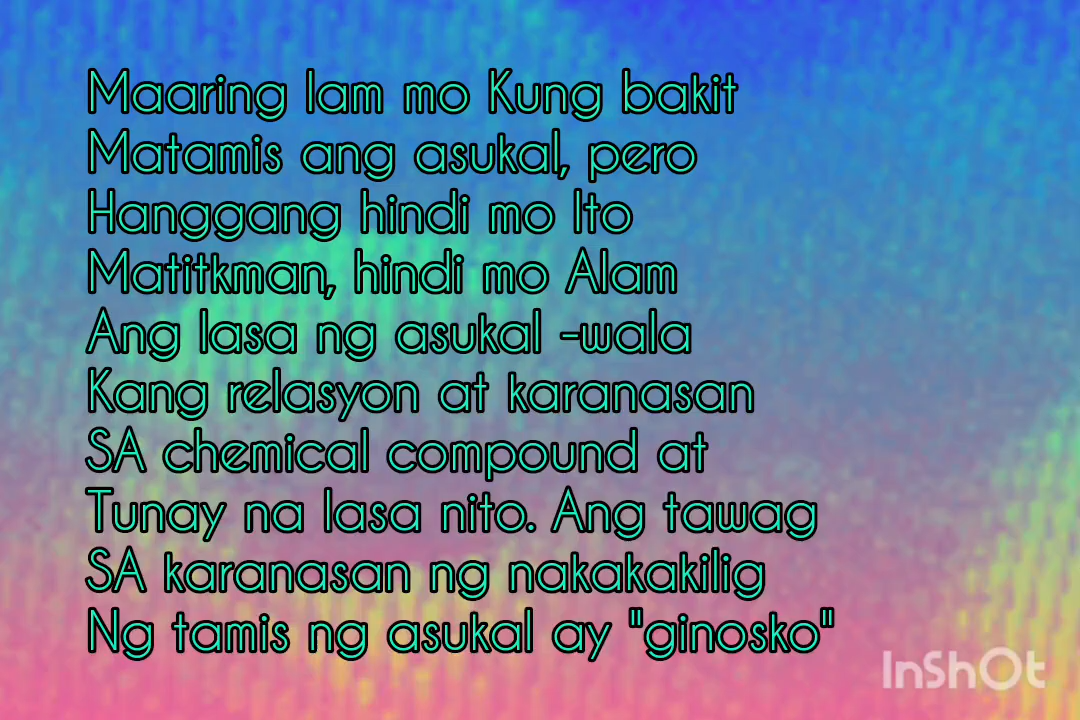 Maaring lam mo Kung bakit
Matamis ang asukal, pero
Hanggang hindi mo Ito
Matitkman, hindi mo Alam
Ang lasa ng asukal -wala
Kang relasyon at karanasan
SA chemical compound at
Tunay na lasa nito. Ang tawag
SA karanasan ng nakakakilig
Ng tamis ng asukal ay "ginosko"
InShOt